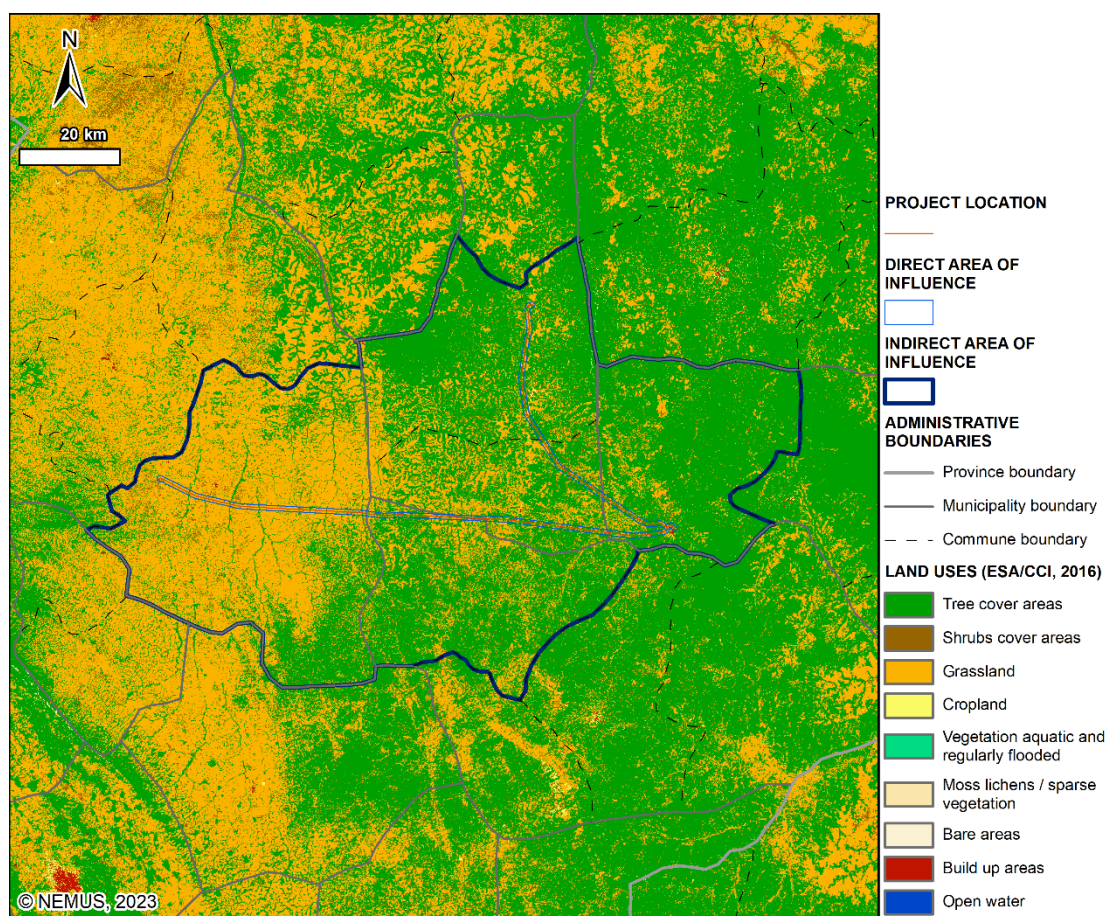 N
20 km
© NEMUS, 2023
PROJECT LOCATION
DIRECT AREA OF
INFLUENCE
INDIRECT AREA OF
INFLUENCE
ADMINISTRATIVE
BOUNDARIES
Province boundary
Municipality boundary
Commune boundary
LAND USES (ESA/CCI, 2016)
Tree cover areas
Shrubs cover areas
Grassland
Cropland
Vegetation aquatic and
regularly flooded
Moss lichens / sparse
vegetation
Bare areas
Build up areas
Open water